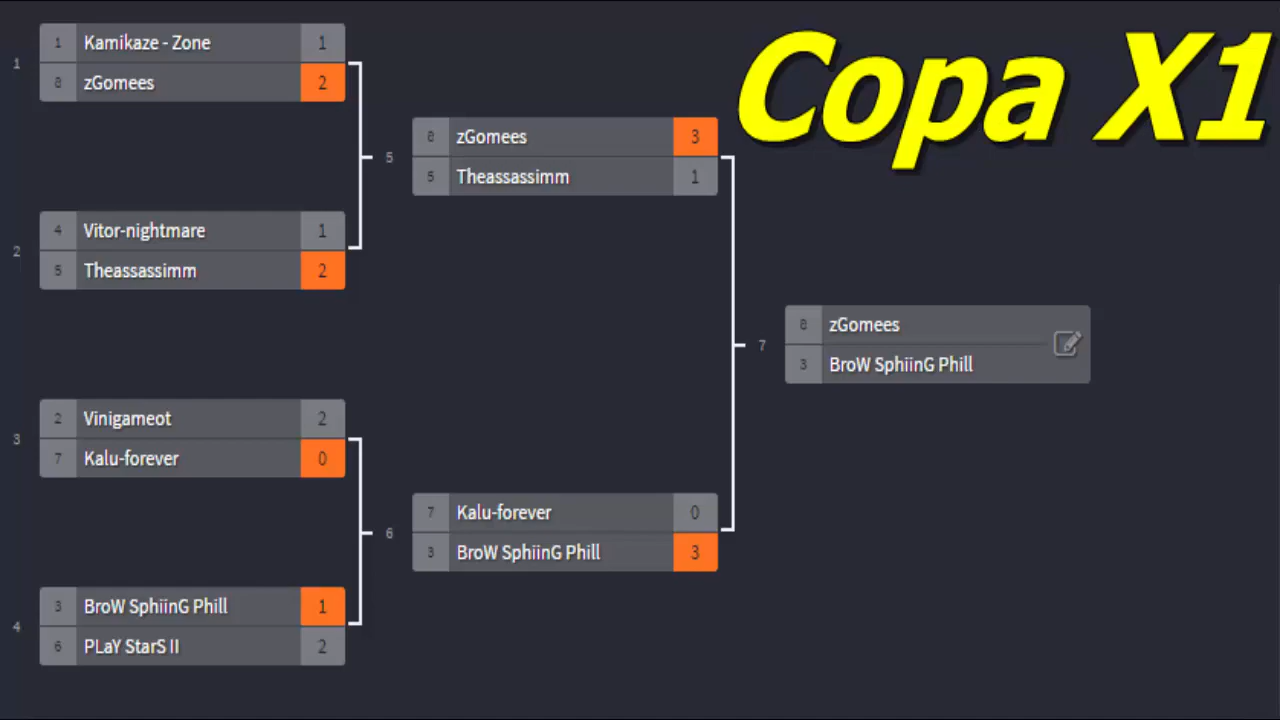 Copa X1
1
1 Kamikaze - Zone 1
8 zGomees 2
2
4 Vitor-nightmare 1
5 Theassassimm 2
3
2 Vinigameot 2
7 Kalu-forever 0
4
3 BroW SphiinG Phill 1
6 PLaY StarS II 2
5
8 zGomees 3
5 Theassassimm 1
6
7 Kalu-forever 0
3 BroW SphiinG Phill 3
7
8 zGomees
3 BroW SphiinG Phill